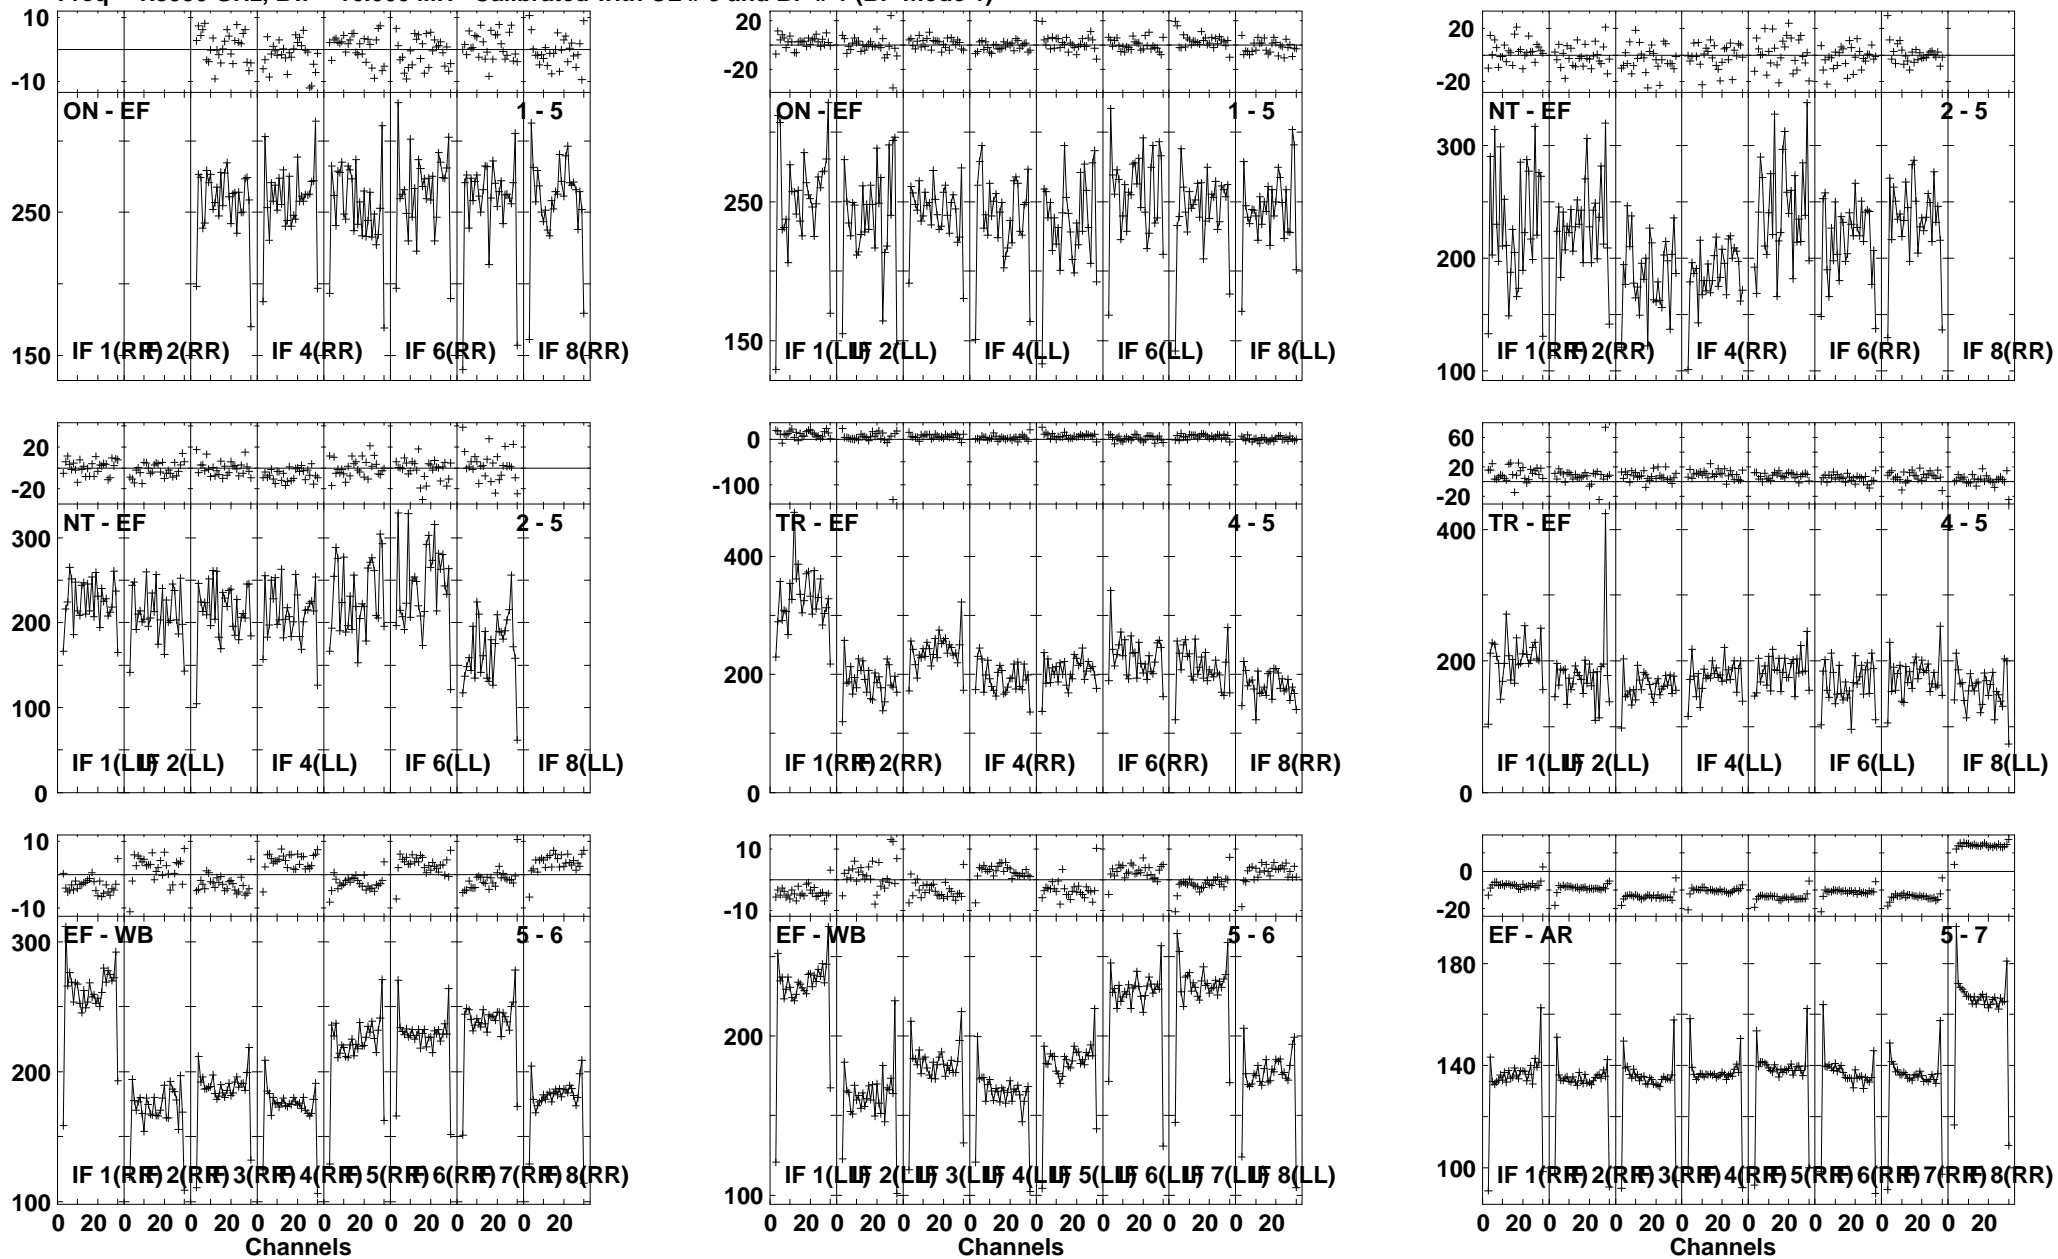 10
-10
ON - EF 1 - 5
250
150
IF 1(RR) IF 2(RR) IF 4(RR) IF 6(RR) IF 8(RR)
20
-20
ON - EF 1 - 5
250
150
IF 1(LL) IF 2(LL) IF 4(LL) IF 6(LL) IF 8(LL)
20
-20
NT - EF 2 - 5
300
200
100
IF 1(RR) IF 2(RR) IF 4(RR) IF 6(RR) IF 8(RR)
20
-20
NT - EF 2 - 5
300
200
100
0
IF 1(LL) IF 2(LL) IF 4(LL) IF 6(LL) IF 8(LL)
0
-100
TR - EF 4 - 5
400
200
0
IF 1(RR) IF 2(RR) IF 4(RR) IF 6(RR) IF 8(RR)
60
20
-20
TR - EF 4 - 5
400
200
0
IF 1(LL) IF 2(LL) IF 4(LL) IF 6(LL) IF 8(LL)
10
-10
EF - WB 5 - 6
300
200
100
IF 1(RR) IF 2(RR) IF 3(RR) IF 4(RR) IF 5(RR) IF 6(RR) IF 7(RR) IF 8(RR)
0 20 0 20 0 20 0 20 0 20 0 20 0 20 0 20
Channels
10
-10
EF - WB 5 - 6
200
100
IF 1(LL) IF 2(LL) IF 3(LL) IF 4(LL) IF 5(LL) IF 6(LL) IF 7(LL) IF 8(LL)
0 20 0 20 0 20 0 20 0 20 0 20 0 20 0 20
Channels
0
-20
EF - AR 5 - 7
180
140
100
IF 1(RR) IF 2(RR) IF 3(RR) IF 4(RR) IF 5(RR) IF 6(RR) IF 7(RR) IF 8(RR)
0 20 0 20 0 20 0 20 0 20 0 20 0 20 0 20
Channels